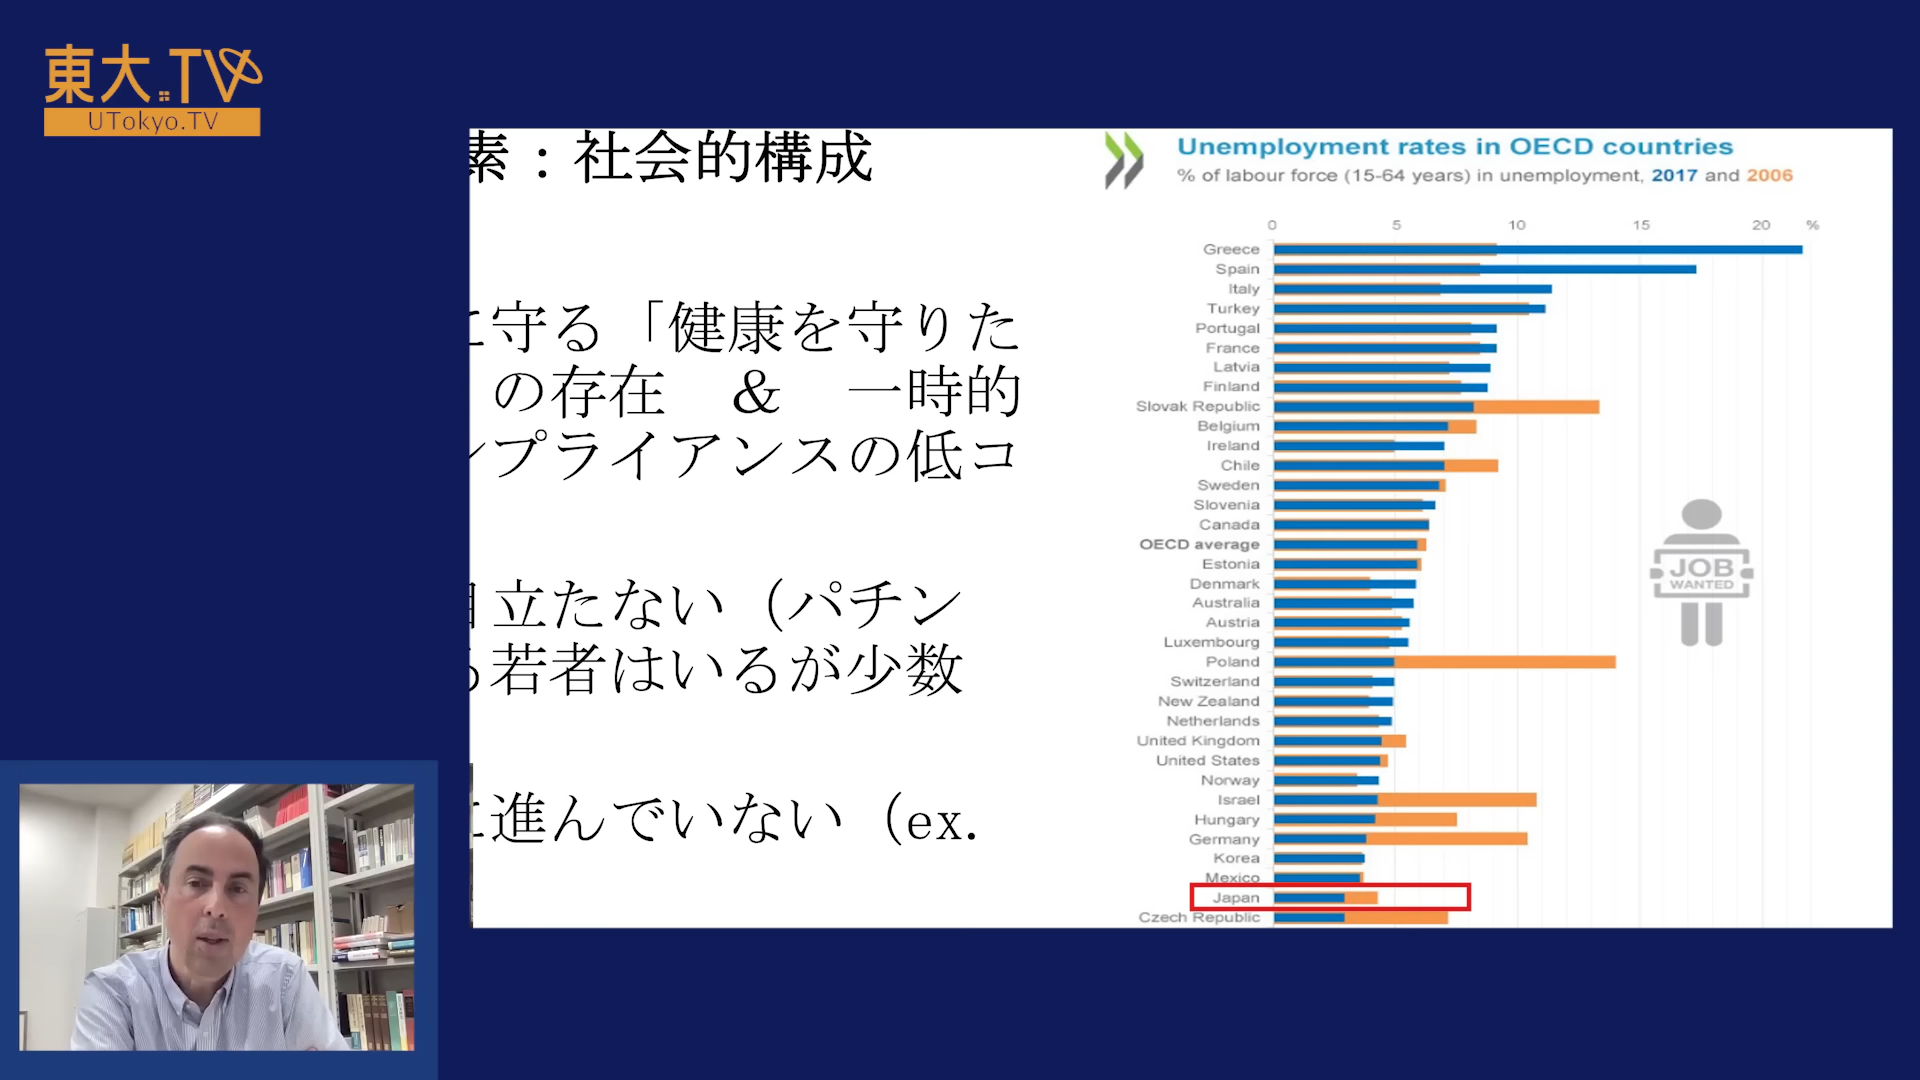 東大.TV
UTokyo.TV
素：社会的構成
に守る「健康を守りた
の存在　＆　一時的
ンプライアンスの低コ
目立たない（パチン
る若者はいるが少数
に進んでいない（ex.
Unemployment rates in OECD countries
% of labour force (15-64 years) in unemployment, 2017 and 2006
0 5 10 15 20 %
Greece
Spain
Italy
Turkey
Portugal
France
Latvia
Finland
Slovak Republic
Belgium
Ireland
Chile
Sweden
Slovenia
Canada
OECD average
Estonia
Denmark
Australia
Austria
Luxembourg
Poland
Switzerland
New Zealand
Netherlands
United Kingdom
United States
Norway
Israel
Hungary
Germany
Korea
Mexico
Japan
Czech Republic
JOB
WANTED